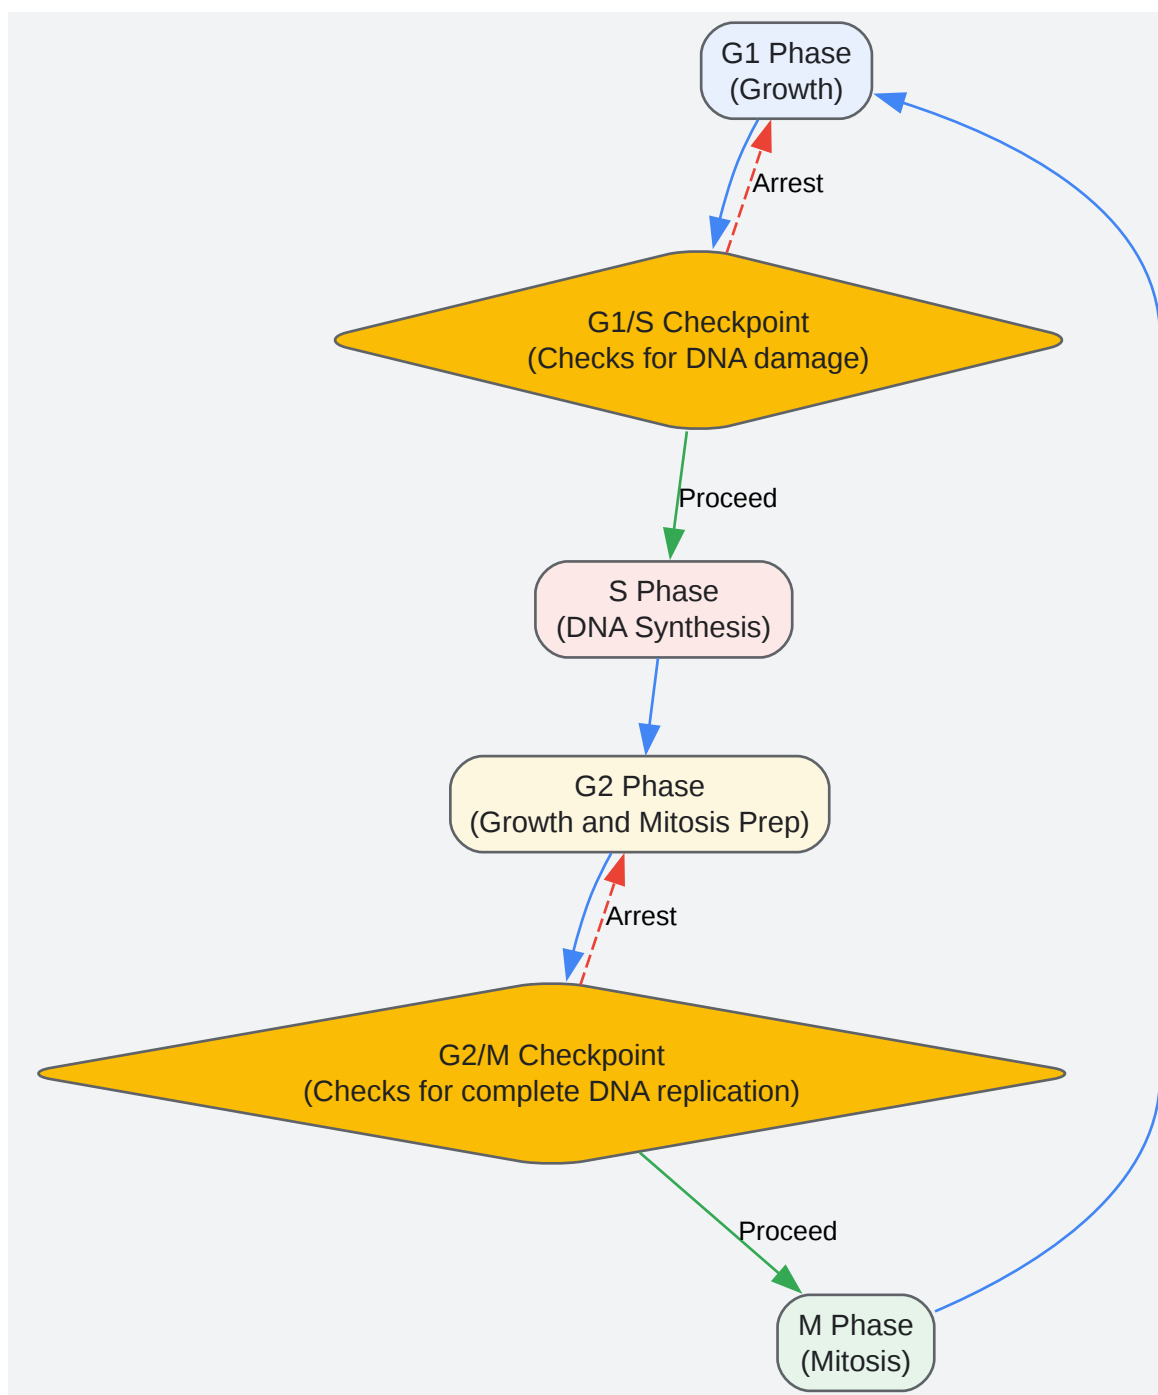 G1 Phase
(Growth)
Arrest
G1/S Checkpoint
(Checks for DNA damage)
Proceed
S Phase
(DNA Synthesis)
G2 Phase
(Growth and Mitosis Prep)
Arrest
G2/M Checkpoint
(Checks for complete DNA replication)
Proceed
M Phase
(Mitosis)